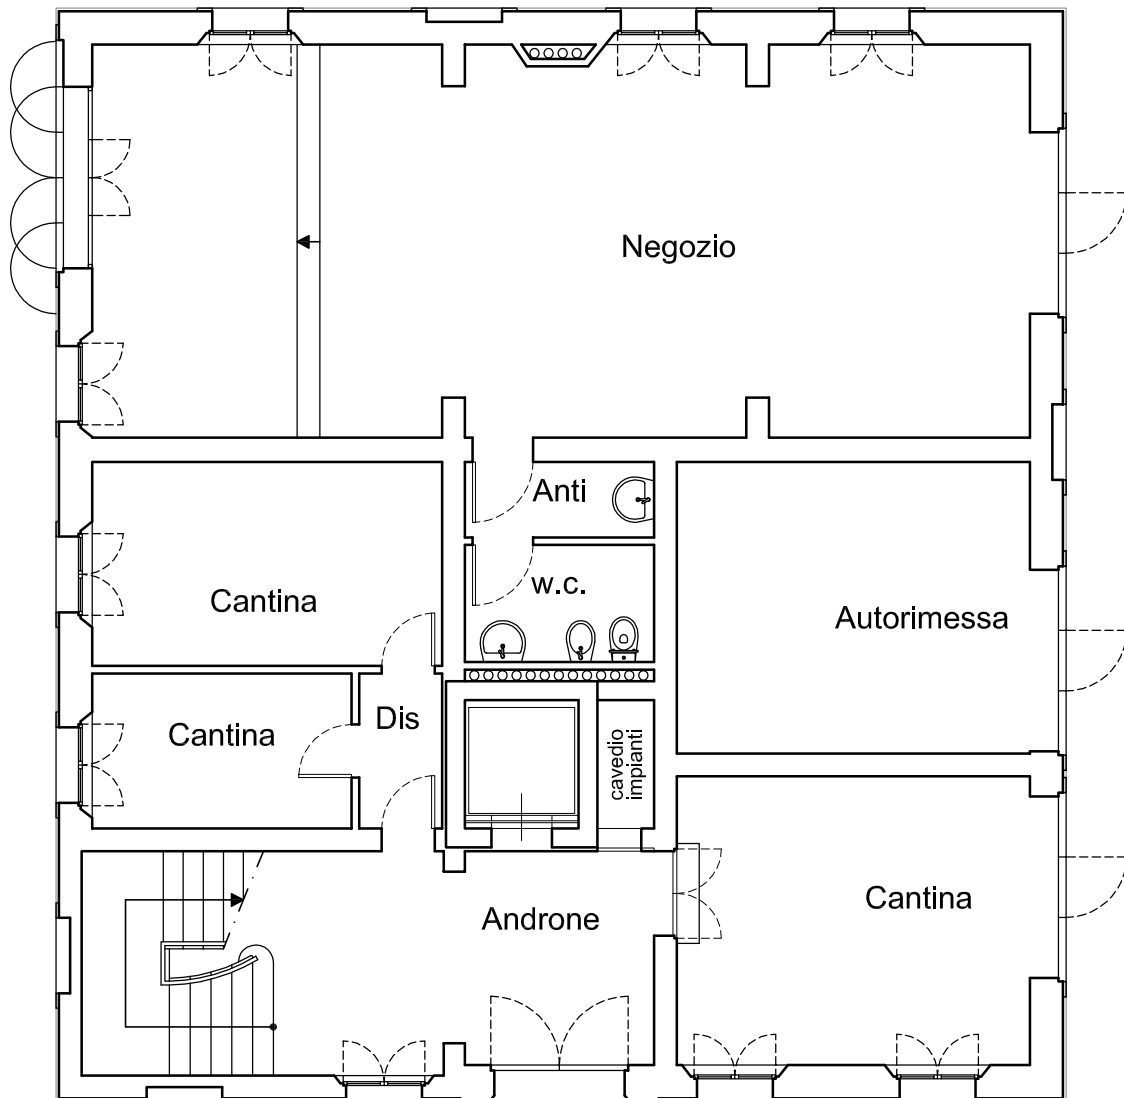 Negozio
Anti
w.c.
Cantina
Autorimessa
Dis
Cantina
cavedio
impianti
Cantina
Androne